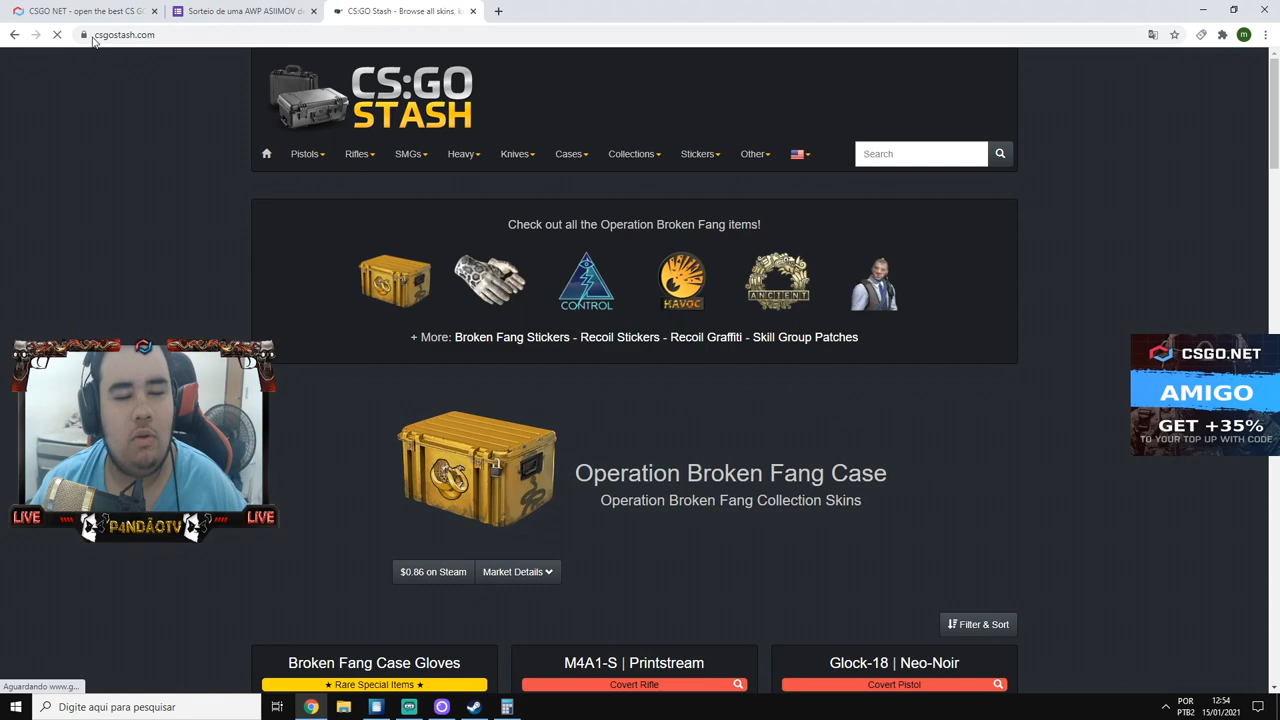 CSGO NET - open the best CS GO
Sorteio de uma AWP ASIIMOV d
CS:GO Stash - Browse all skins, k
csgostash.com
m
CS:GO
STASH
Pistols
Rifles
SMGs
Heavy
Knives
Cases
Collections
Stickers
Other
Search
Check out all the Operation Broken Fang items!
CONTROL
HAVOC
ANCIENT
+ More: Broken Fang Stickers - Recoil Stickers - Recoil Graffiti - Skill Group Patches
CSGO.NET
AMIGO
GET +35%
TO YOUR TOP UP WITH CODE
Operation Broken Fang Case
Operation Broken Fang Collection Skins
LIVE
P4NDÃOTV
LIVE
$0.86 on Steam
Market Details
Filter & Sort
Broken Fang Case Gloves
★ Rare Special Items ★
M4A1-S | Printstream
Covert Rifle
Glock-18 | Neo-Noir
Covert Pistol
Aguardando www.g...
Digite aqui para pesquisar
POR
PTB2
12:54
15/01/2021